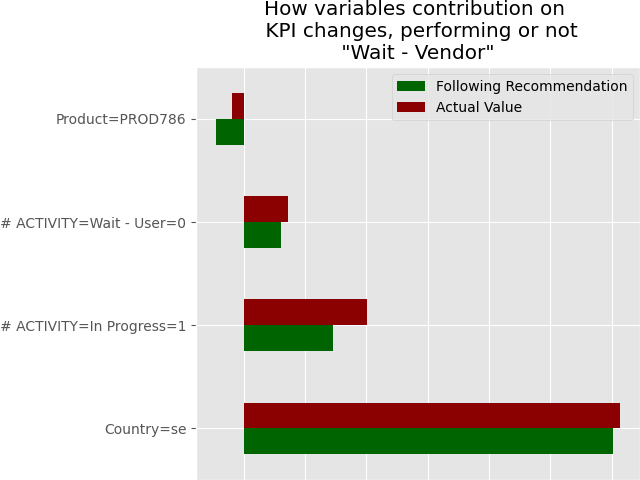 How variables contribution on
KPI changes, performing or not
"Wait - Vendor"
Following Recommendation
Actual Value
Product=PROD786
# ACTIVITY=Wait - User=0
# ACTIVITY=In Progress=1
Country=se